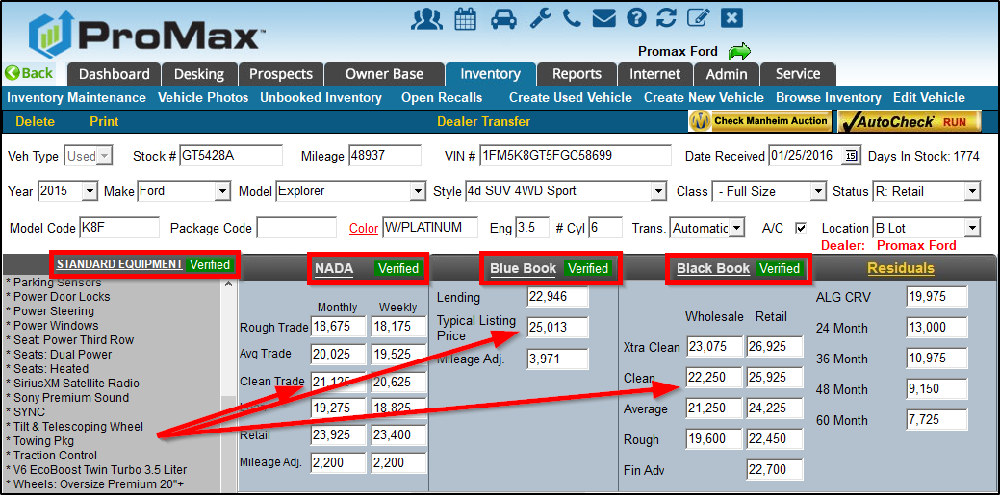 ProMax™
Promax Ford
Back
Dashboard Desking Prospects Owner Base Inventory Reports Internet Admin Service
Inventory Maintenance Vehicle Photos Unbooked Inventory Open Recalls Create Used Vehicle Create New Vehicle Browse Inventory Edit Vehicle
Delete Print Dealer Transfer Check Manheim Auction AutoCheck RUN
Veh Type Used Stock # GT5428A Mileage 48937 VIN # 1FM5K8GT5FGC58699 Date Received 01/25/2016 15 Days In Stock: 1774
Year 2015 Make Ford Model Explorer Style 4d SUV 4WD Sport Class - Full Size Status R: Retail
Model Code K8F Package Code Color W/PLATINUM Eng 3.5 # Cyl 6 Trans. Automatic A/C Location B Lot
Dealer: Promax Ford
STANDARD EQUIPMENT Verified
* Parking Sensors
* Power Door Locks
* Power Steering
* Power Windows
* Seat: Power Third Row
* Seats: Dual Power
* Seats: Heated
* SiriusXM Satellite Radio
* Sony Premium Sound
* SYNC
* Tilt & Telescoping Wheel
* Towing Pkg
* Traction Control
* V6 EcoBoost Twin Turbo 3.5 Liter
* Wheels: Oversize Premium 20"+
NADA Verified
Monthly Weekly
Rough Trade 18,675 18,175
Avg Trade 20,025 19,525
Clean Trade 21,125 20,625
19,275 18,825
Retail 23,925 23,400
Mileage Adj. 2,200 2,200
Blue Book Verified
Lending 22,946
Typical Listing
Price 25,013
Mileage Adj. 3,971
Black Book Verified
Wholesale Retail
Xtra Clean 23,075 26,925
Clean 22,250 25,925
Average 21,250 24,225
Rough 19,600 22,450
Fin Adv 22,700
Residuals
ALG CRV 19,975
24 Month 13,000
36 Month 10,975
48 Month 9,150
60 Month 7,725